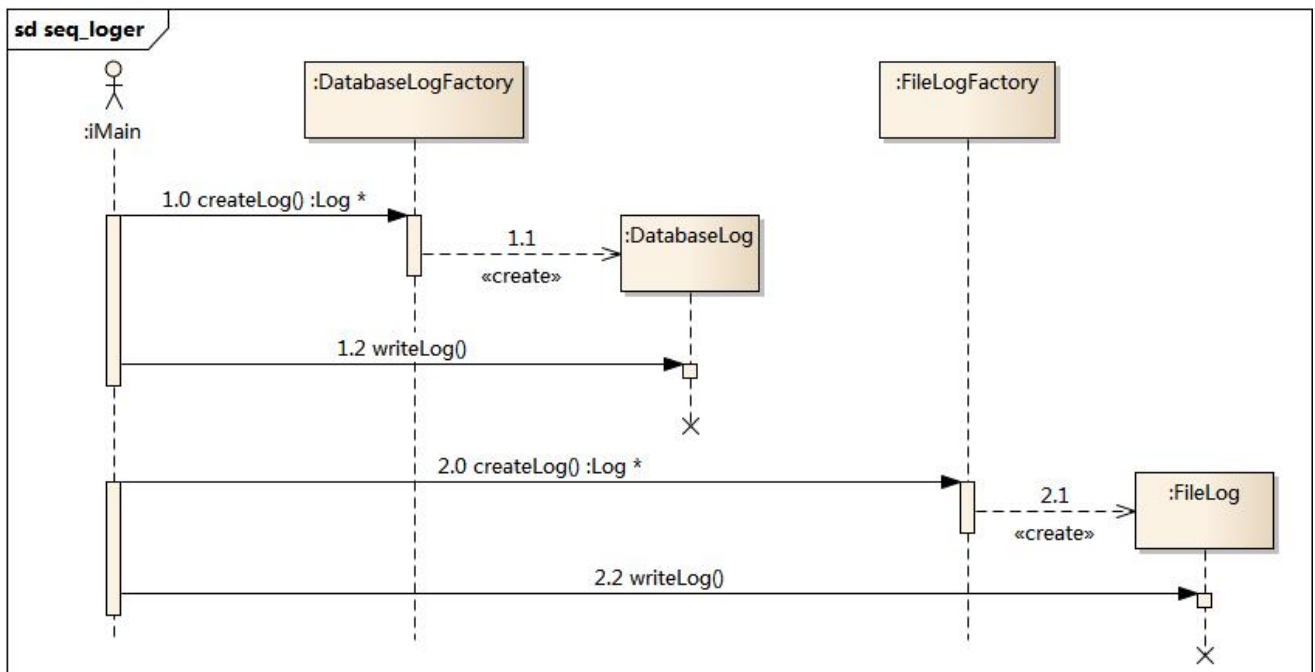 sd seq_loger
:iMain
:DatabaseLogFactory
:FileLogFactory
1.0 createLog() :Log *
1.1
«create»
:DatabaseLog
1.2 writeLog()
2.0 createLog() :Log *
2.1
«create»
:FileLog
2.2 writeLog()